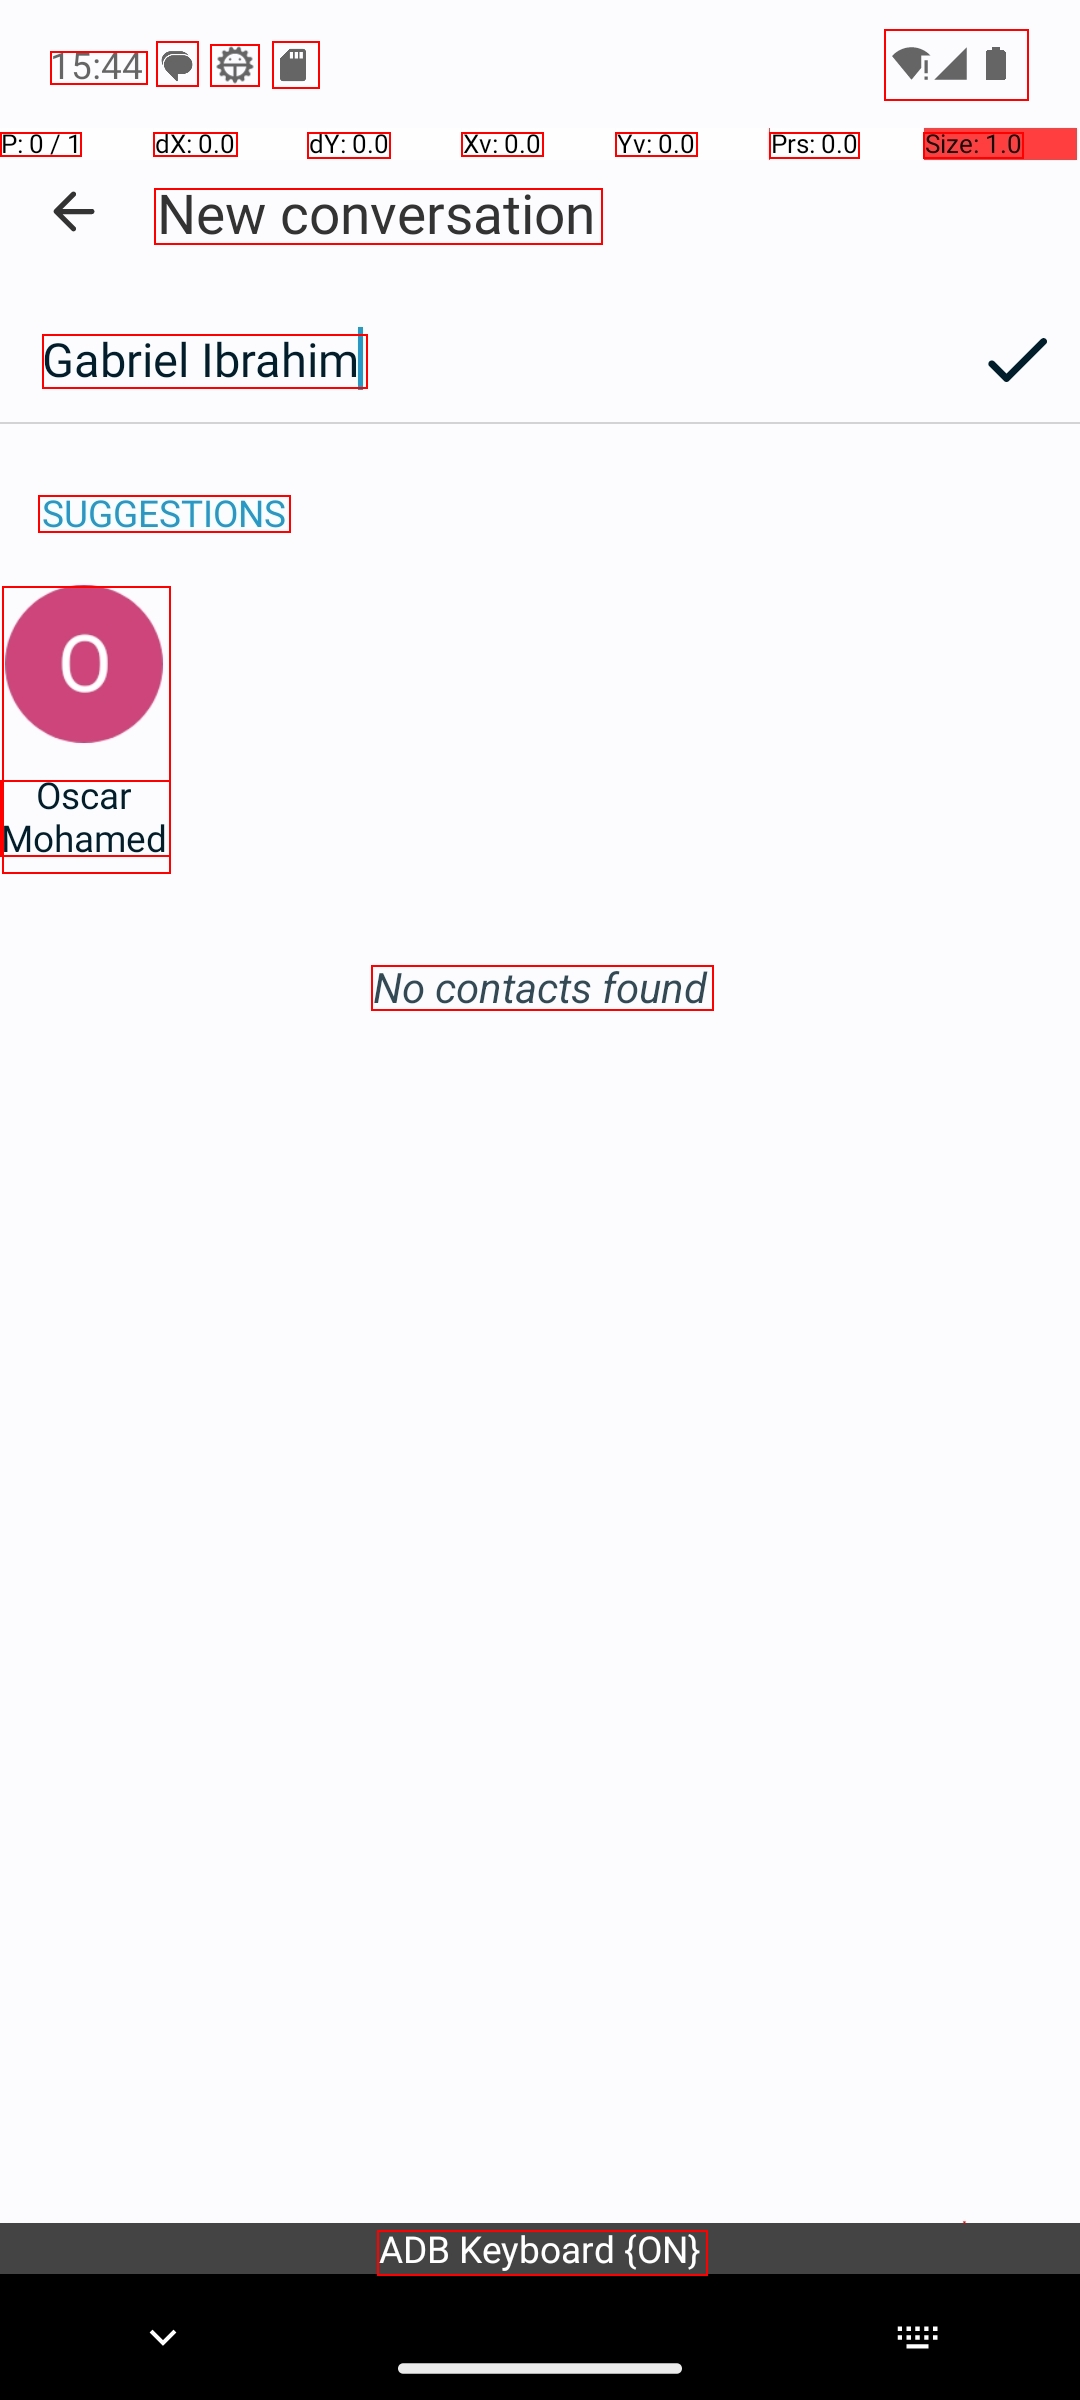 15:44
P: 0 / 1 dX: 0.0 dY: 0.0 Xv: 0.0 Yv: 0.0 Prs: 0.0 Size: 1.0
New conversation
Gabriel Ibrahim
SUGGESTIONS
O
Oscar
Mohamed
No contacts found
ADB Keyboard {ON}